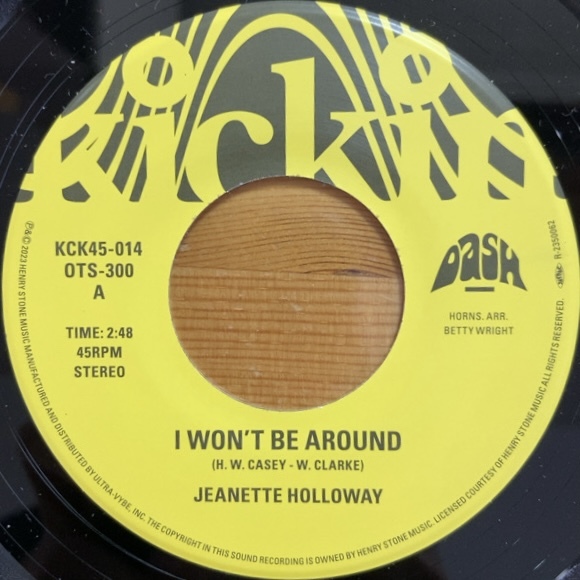 kickin
KCK45-014
OTS-300
A
TIME: 2:48
45RPM
STEREO
DASH
HORNS. ARR.
BETTY WRIGHT
I WON'T BE AROUND
(H. W. CASEY - W. CLARKE)
JEANETTE HOLLOWAY
℗&© 2023 HENRY STONE MUSIC MANUFACTURED AND DISTRIBUTED BY ULTRA-VYBE, INC. THE COPYRIGHT IN THIS SOUND RECORDING IS OWNED BY HENRY STONE MUSIC. LICENSED COURTESY OF HENRY STONE MUSIC ALL RIGHTS RESERVED.
R-2350062